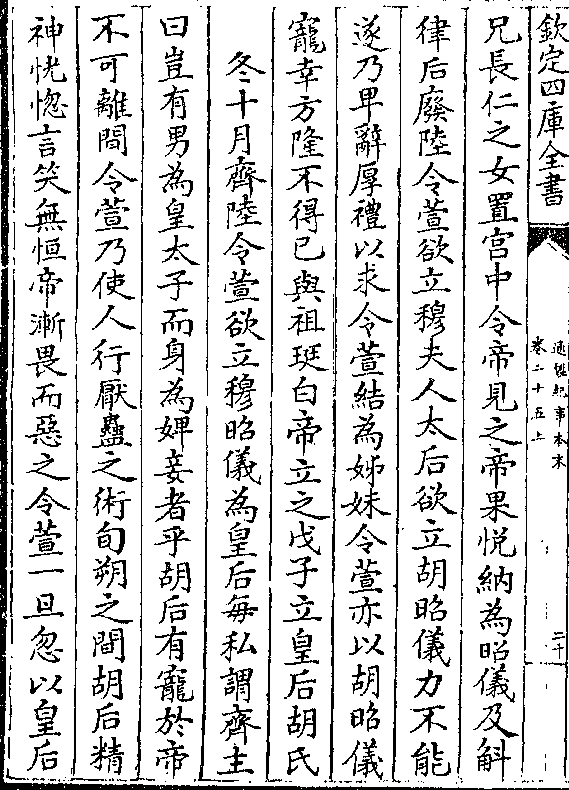 欽定四庫全書
通鑑紀事本末
卷二十五上
二十
兄長仁之女置宫中令帝見之帝果悦納為昭儀及斛
律后廢陸令萱欲立穆夫人太后欲立胡昭儀力不能
遂乃卑辭厚禮以求令萱結為姊妹令萱亦以胡昭儀
寵幸方隆不得已與祖珽白帝立之戊子立皇后胡氏
冬十月齊陸令萱欲立穆昭儀為皇后每私謂齊主
曰豈有男為皇太子而身為婢妾者乎胡后有寵於帝
不可離間令萱乃使人行厭蠱之術旬朔之間胡后精
神恍惚言笑無恒帝漸畏而惡之令萱一旦忽以皇后